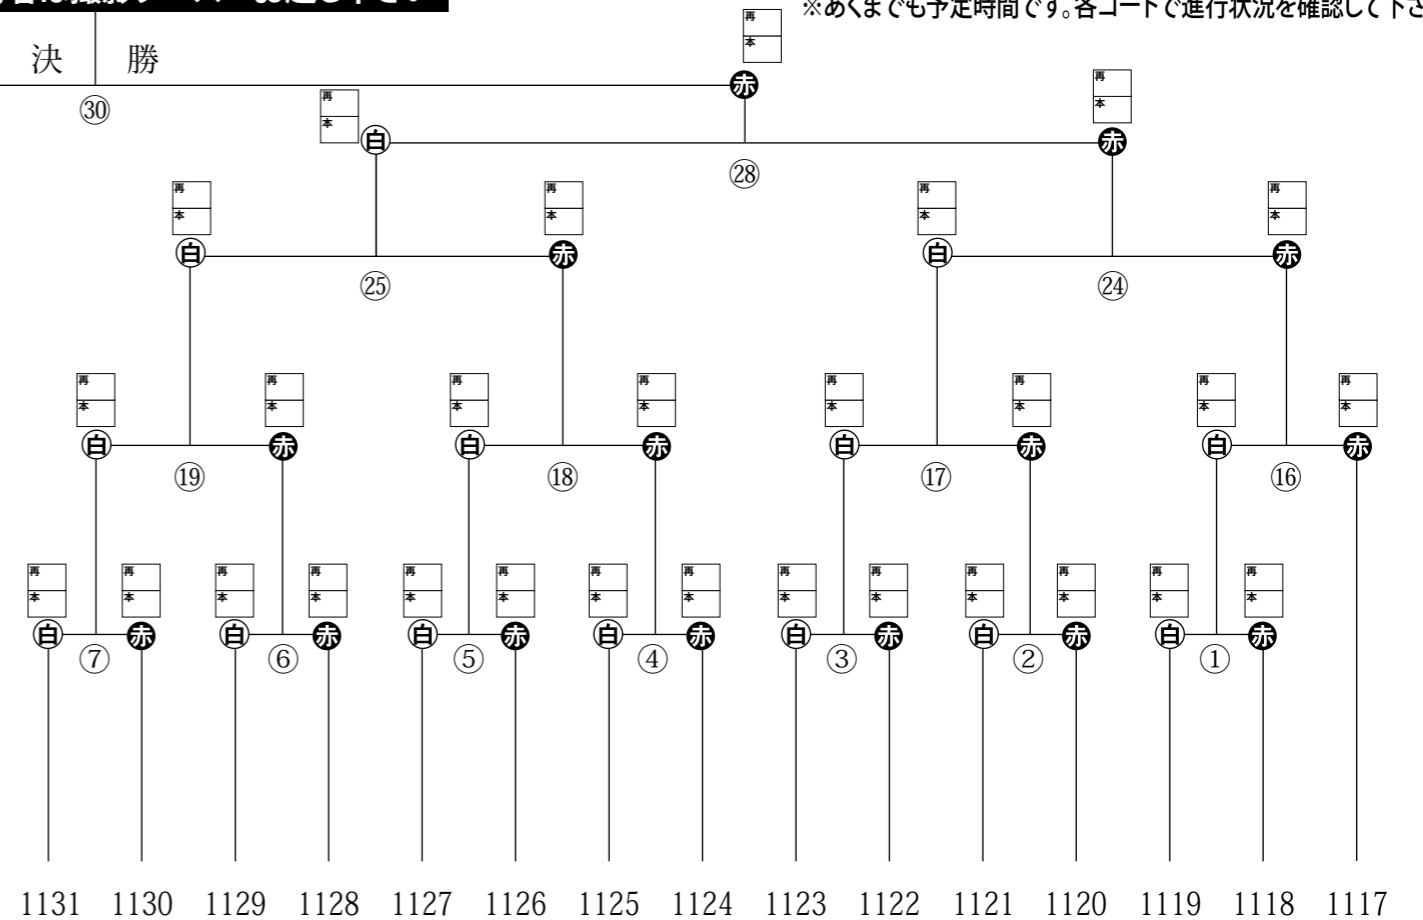 ※あくまでも予定時間です。各コートで進行状況を確認して下さ
お越し下さい
決 勝
再
本
赤
㉚
再
本
白
再
本
赤
㉘
再
本
白
再
本
赤
再
本
白
再
本
赤
㉕
㉔
再
本
白
再
本
赤
再
本
白
再
本
赤
再
本
白
再
本
赤
再
本
白
再
本
赤
⑲
⑱
⑰
⑯
再
本
白
再
本
赤
再
本
白
再
本
赤
再
本
白
再
本
赤
再
本
白
再
本
赤
再
本
白
再
本
赤
再
本
白
再
本
赤
再
本
白
再
本
赤
⑦
⑥
⑤
④
③
②
①
1131 1130 1129 1128 1127 1126 1125 1124 1123 1122 1121 1120 1119 1118 1117